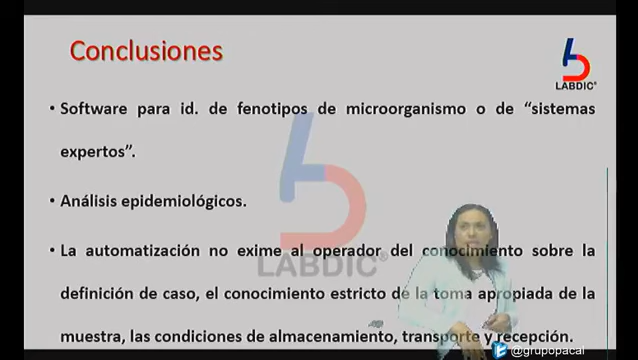 Conclusiones
LABDIC®
• Software para id. de fenotipos de microorganismo o de “sistemas
expertos”.
• Análisis epidemiológicos.
• La automatización no exime al operador del conocimiento sobre la
LABDIC®
definición de caso, el conocimiento estricto de la toma apropiada de la
muestra, las condiciones de almacenamiento, transporte y recepción.
@grupopacal